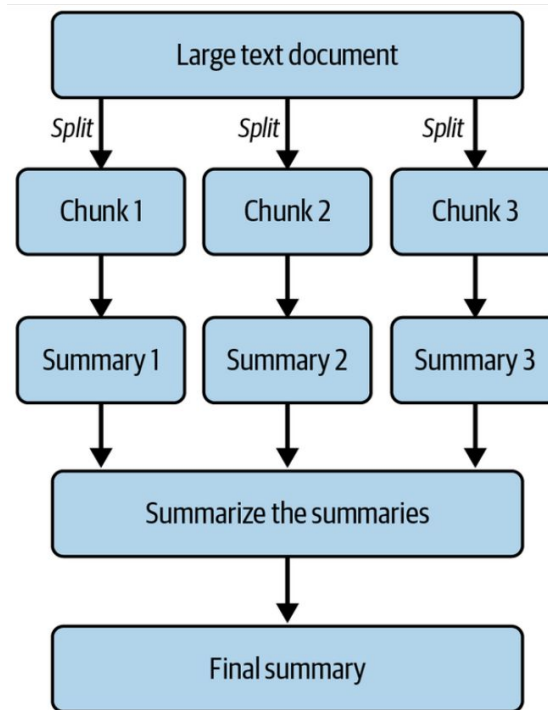 Large text document
Split Split Split
Chunk 1 Chunk 2 Chunk 3
Summary 1 Summary 2 Summary 3
Summarize the summaries
Final summary